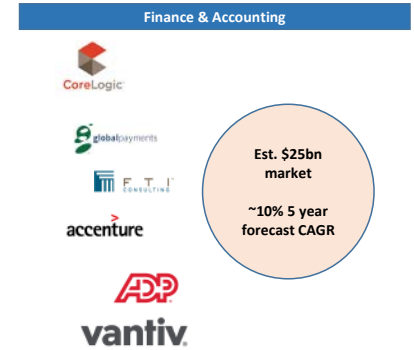 Finance & Accounting
CoreLogic
globalpayments
F T I
CONSULTING
accenture
ADP
vantiv
Est. $25bn
market
~10% 5 year
forecast CAGR